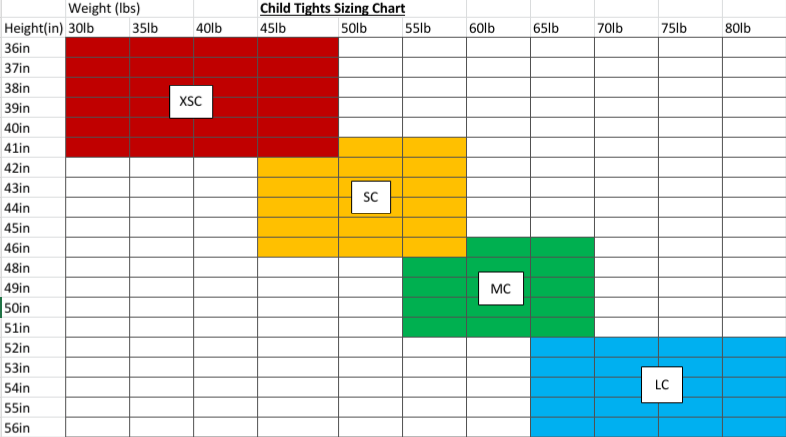 Weight (lbs) Child Tights Sizing Chart
Height(in) 30lb 35lb 40lb 45lb 50lb 55lb 60lb 65lb 70lb 75lb 80lb
36in
37in
38in
XSC
39in
40in
41in
42in
43in
SC
44in
45in
46in
48in
49in
MC
50in
51in
52in
53in
54in
LC
55in
56in